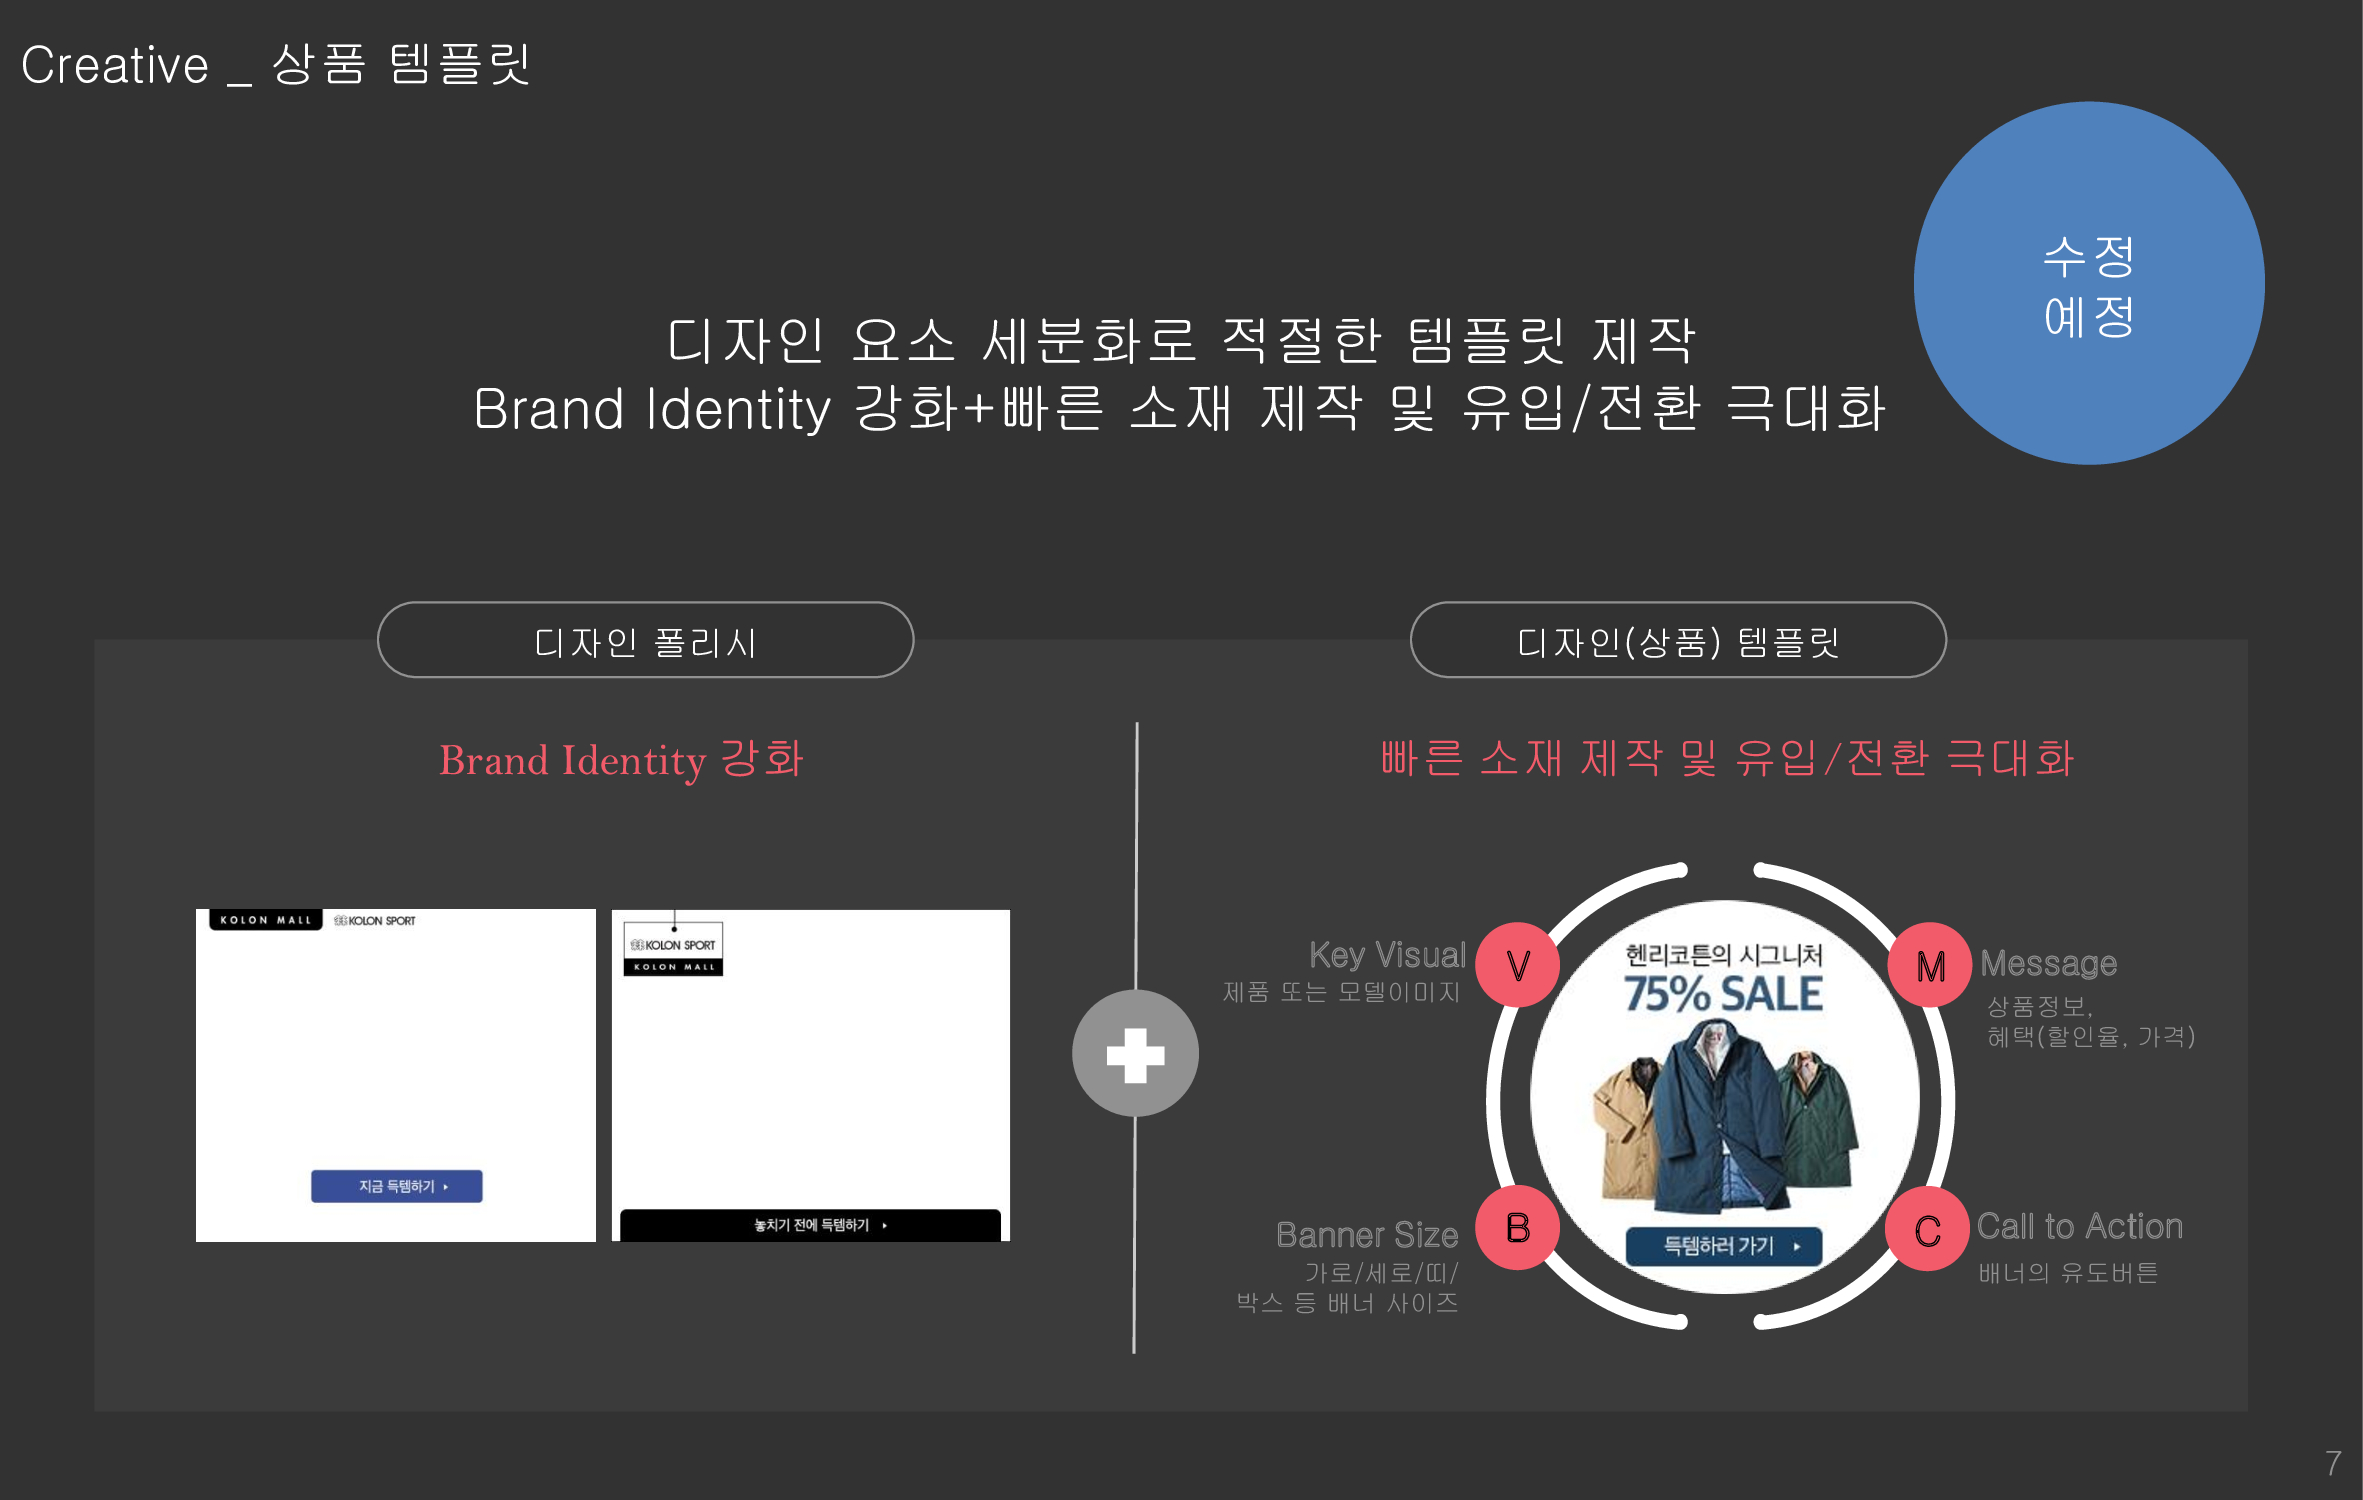 Creative _ 상품 템플릿
수정
예정
디자인 요소 세분화로 적절한 템플릿 제작
Brand Identity 강화+빠른 소재 제작 및 유입/전환 극대화
디자인 폴리시
Brand Identity 강화
KOLON MALL KOLON SPORT
지금 득템하기
KOLON SPORT
KOLON MALL
놓치기 전에 득템하기
디자인(상품) 템플릿
빠른 소재 제작 및 유입/전환 극대화
V
Key Visual
제품 또는 모델이미지
M
Message
상품정보,
혜택(할인율, 가격)
헨리코튼의 시그니처
75% SALE
득템하러 가기
B
Banner Size
가로/세로/띠/
박스 등 배너 사이즈
C
Call to Action
배너의 유도버튼
7